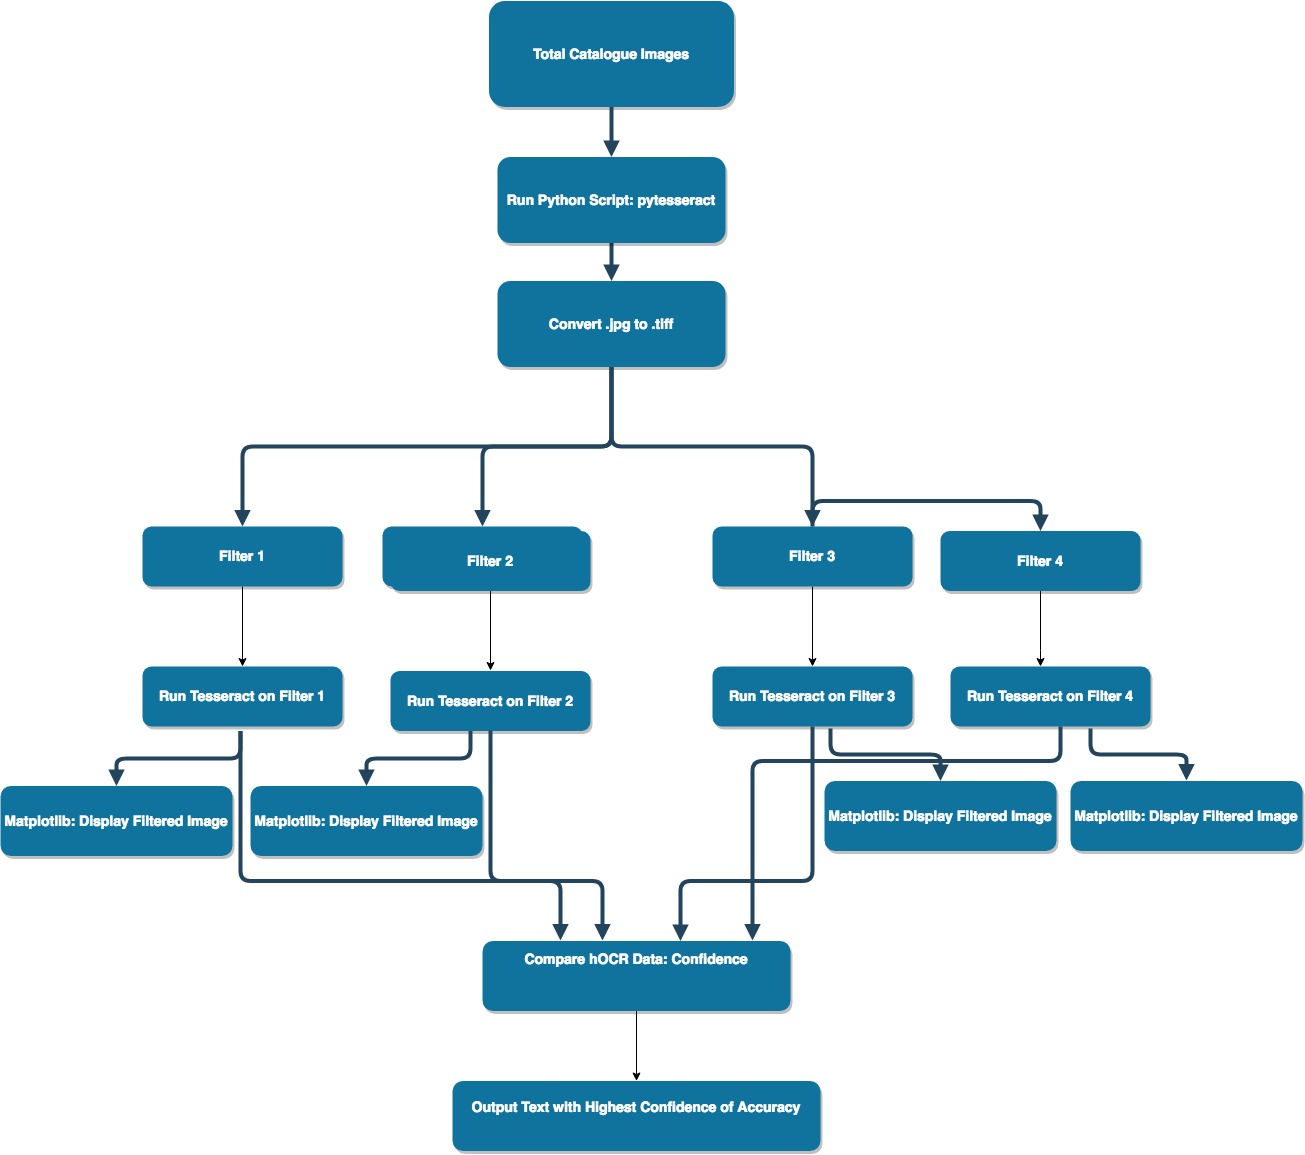 Total Catalogue Images
Run Python Script: pytesseract
Convert .jpg to .tiff
Filter 1
Filter 2
Filter 3
Filter 4
Run Tesseract on Filter 1
Run Tesseract on Filter 2
Run Tesseract on Filter 3
Run Tesseract on Filter 4
Matplotlib: Display Filtered Image
Matplotlib: Display Filtered Image
Matplotlib: Display Filtered Image
Matplotlib: Display Filtered Image
Compare hOCR Data: Confidence
Output Text with Highest Confidence of Accuracy